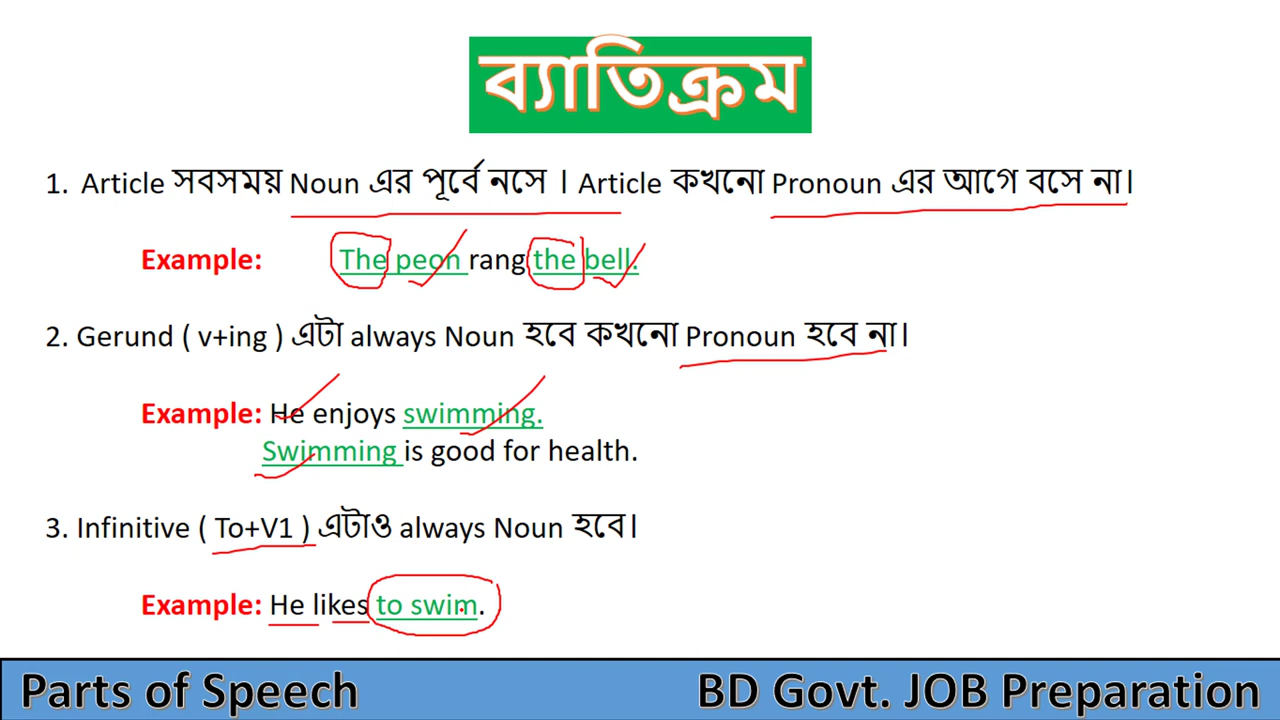 ব্যাতিক্রম
1. Article সবসময় Noun এর পূর্বে নসে । Article কখনো Pronoun এর আগে বসে না।
Example: The peon rang the bell.
2. Gerund ( v+ing ) এটা always Noun হবে কখনো Pronoun হবে না।
Example: He enjoys swimming.
Swimming is good for health.
3. Infinitive ( To+V1 ) এটাও always Noun হবে।
Example: He likes to swim.
Parts of Speech BD Govt. JOB Preparation